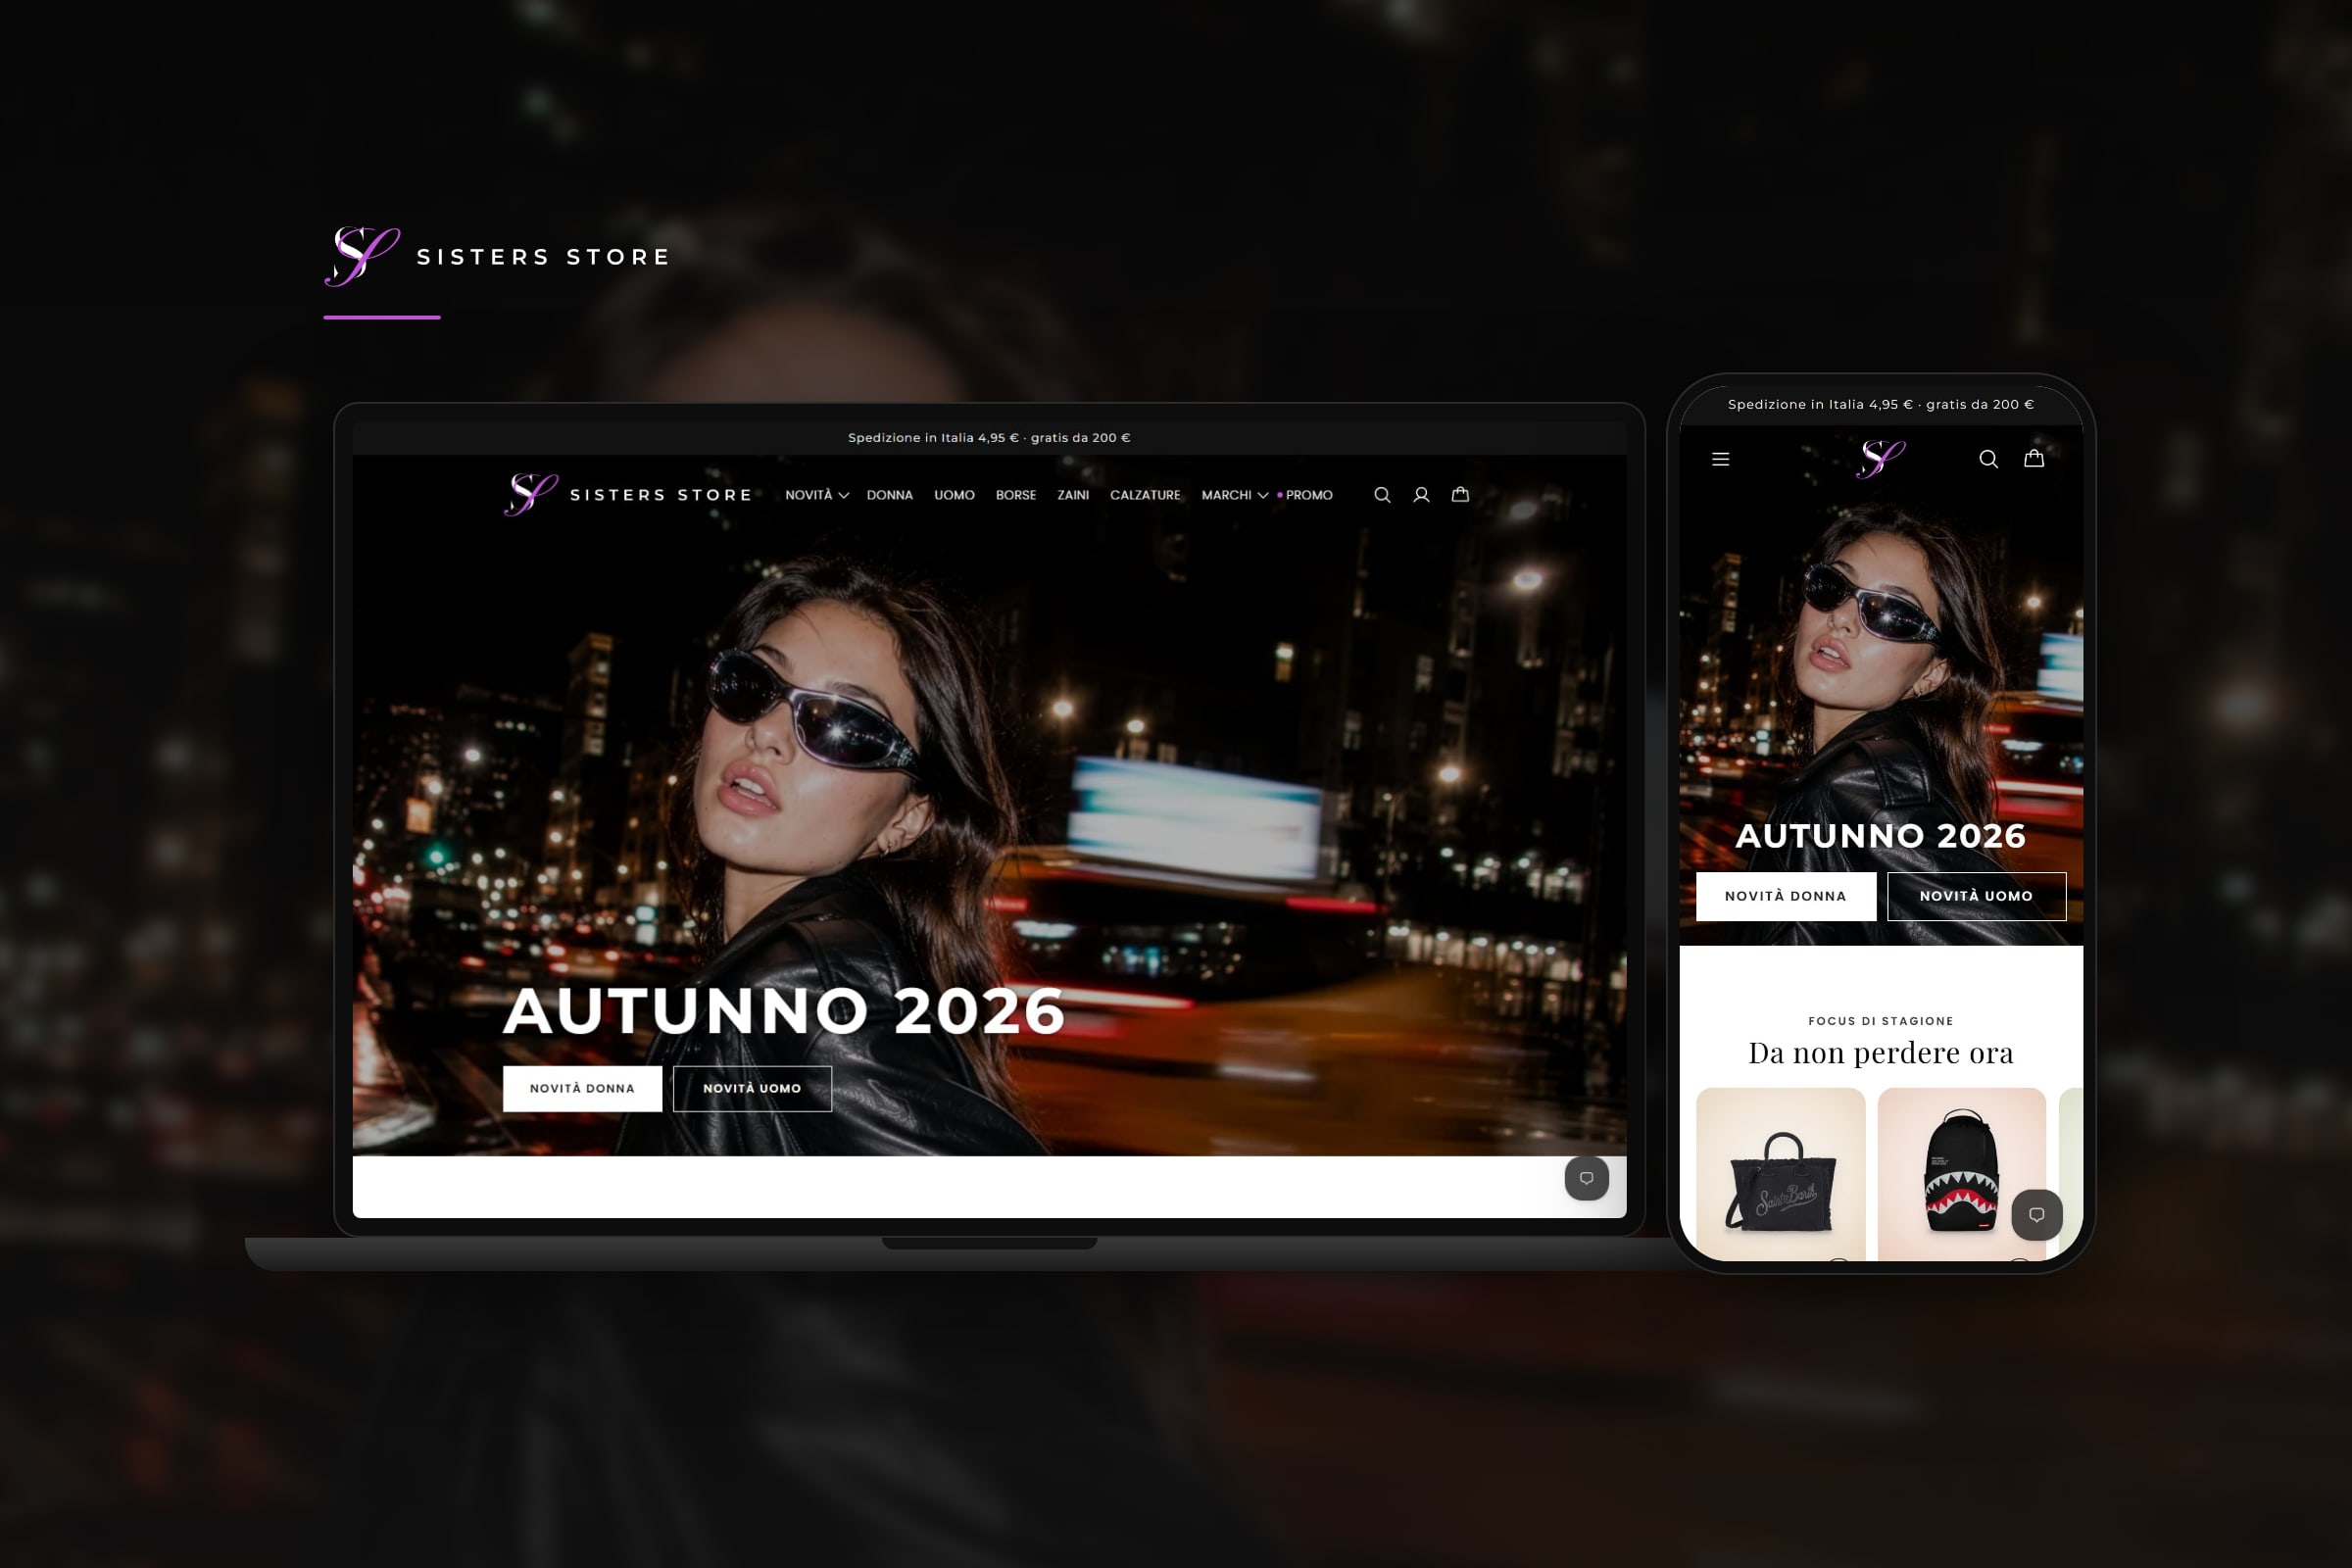 SISTERS STORE
Spedizione in Italia 4,95 € · gratis da 200 €
SISTERS STORE NOVITÀ DONNA UOMO BORSE ZAINI CALZATURE MARCHI PROMO
AUTUNNO 2026
NOVITÀ DONNA NOVITÀ UOMO
Spedizione in Italia 4,95 € · gratis da 200 €
AUTUNNO 2026
NOVITÀ DONNA NOVITÀ UOMO
FOCUS DI STAGIONE
Da non perdere ora
Saint Barth